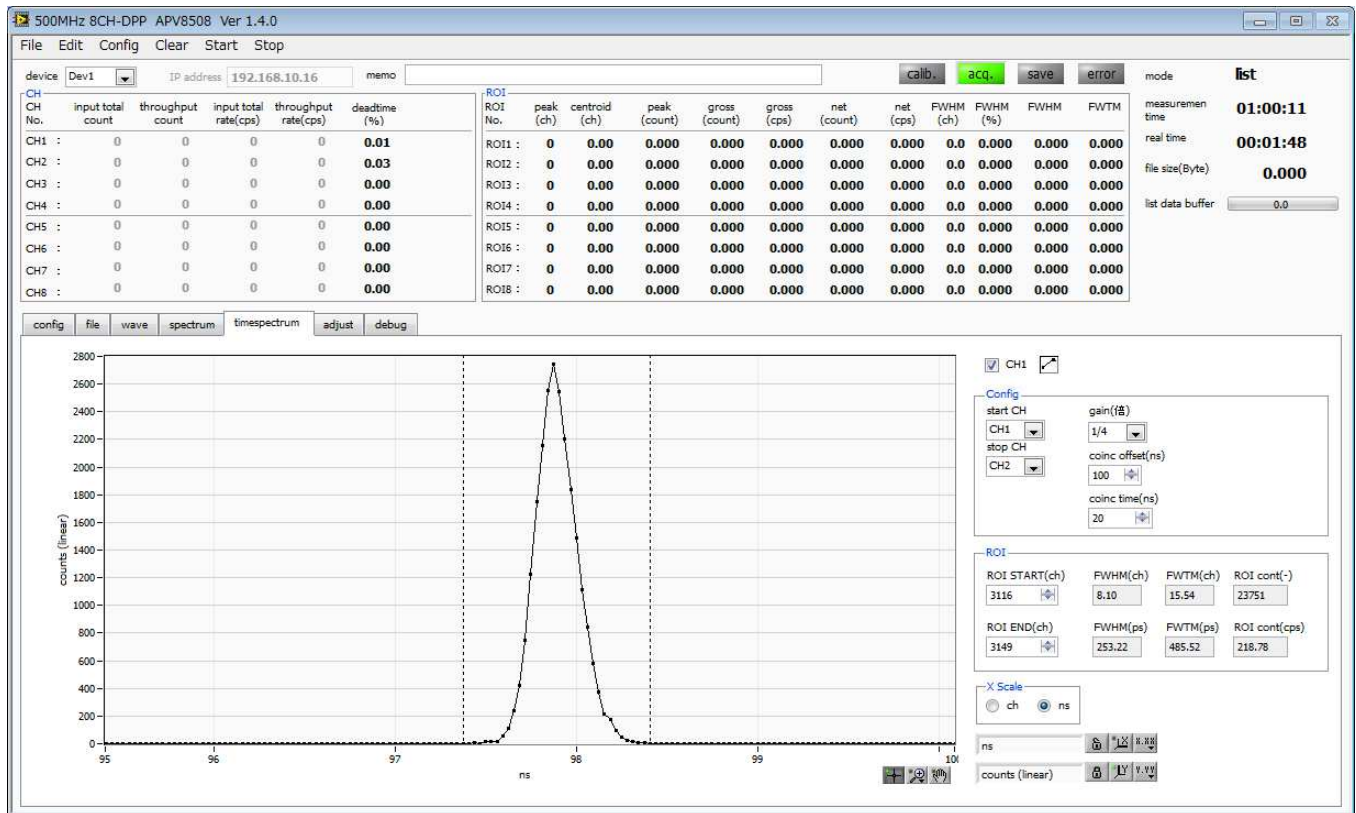 500MHz 8CH-DPP APV8508 Ver 1.4.0
File Edit Config Clear Start Stop
device Dev1 IP address 192.168.10.16 memo calib. acq. save error mode list
CH
CH No. input total count throughput count input total rate(cps) throughput rate(cps) deadtime (%)
CH1 : 0 0 0 0 0.01
CH2 : 0 0 0 0 0.03
CH3 : 0 0 0 0 0.00
CH4 : 0 0 0 0 0.00
CH5 : 0 0 0 0 0.00
CH6 : 0 0 0 0 0.00
CH7 : 0 0 0 0 0.00
CH8 : 0 0 0 0 0.00
ROI
ROI No. peak (ch) centroid (ch) peak (count) gross (count) gross (cps) net (count) net (cps) FWHM (ch) FWHM (%) FWHM FWTM
ROI1 : 0 0.00 0.000 0.000 0.000 0.000 0.000 0.0 0.000 0.000 0.000
ROI2 : 0 0.00 0.000 0.000 0.000 0.000 0.000 0.0 0.000 0.000 0.000
ROI3 : 0 0.00 0.000 0.000 0.000 0.000 0.000 0.0 0.000 0.000 0.000
ROI4 : 0 0.00 0.000 0.000 0.000 0.000 0.000 0.0 0.000 0.000 0.000
ROI5 : 0 0.00 0.000 0.000 0.000 0.000 0.000 0.0 0.000 0.000 0.000
ROI6 : 0 0.00 0.000 0.000 0.000 0.000 0.000 0.0 0.000 0.000 0.000
ROI7 : 0 0.00 0.000 0.000 0.000 0.000 0.000 0.0 0.000 0.000 0.000
ROI8 : 0 0.00 0.000 0.000 0.000 0.000 0.000 0.0 0.000 0.000 0.000
measuremen time 01:00:11
real time 00:01:48
file size(Byte) 0.000
list data buffer 0.0
config file wave spectrum timespectrum adjust debug
2800
2600
2400
2200
2000
1800
1600
1400
1200
1000
800
600
400
200
0
counts (linear)
95 96 97 98 99 10
ns
CH1
Config
start CH gain(倍)
CH1 1/4
stop CH coinc offset(ns)
CH2 100
coinc time(ns)
20
ROI
ROI START(ch) FWHM(ch) FWTM(ch) ROI cont(-)
3116 8.10 15.54 23751
ROI END(ch) FWHM(ps) FWTM(ps) ROI cont(cps)
3149 253.22 485.52 218.78
X Scale
ch ns
ns X.XX
counts (linear) Y.YY